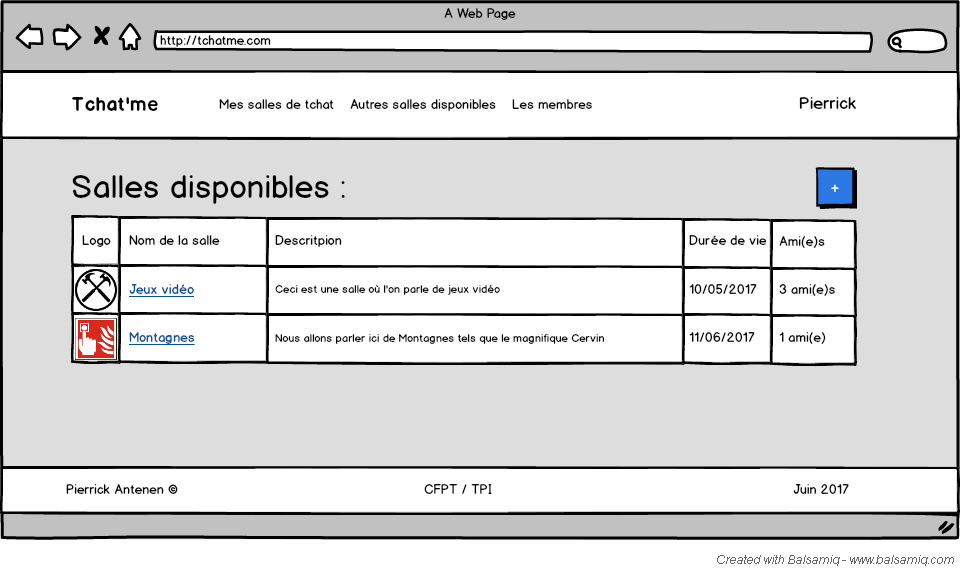 A Web Page
http://tchatme.com
Tchat'me Mes salles de tchat Autres salles disponibles Les membres Pierrick
Salles disponibles : +
Logo Nom de la salle Descritpion Durée de vie Ami(e)s
Jeux vidéo Ceci est une salle où l'on parle de jeux vidéo 10/05/2017 3 ami(e)s
Montagnes Nous allons parler ici de Montagnes tels que le magnifique Cervin 11/06/2017 1 ami(e)
Pierrick Antenen © CFPT / TPI Juin 2017
Created with Balsamiq - www.balsamiq.com